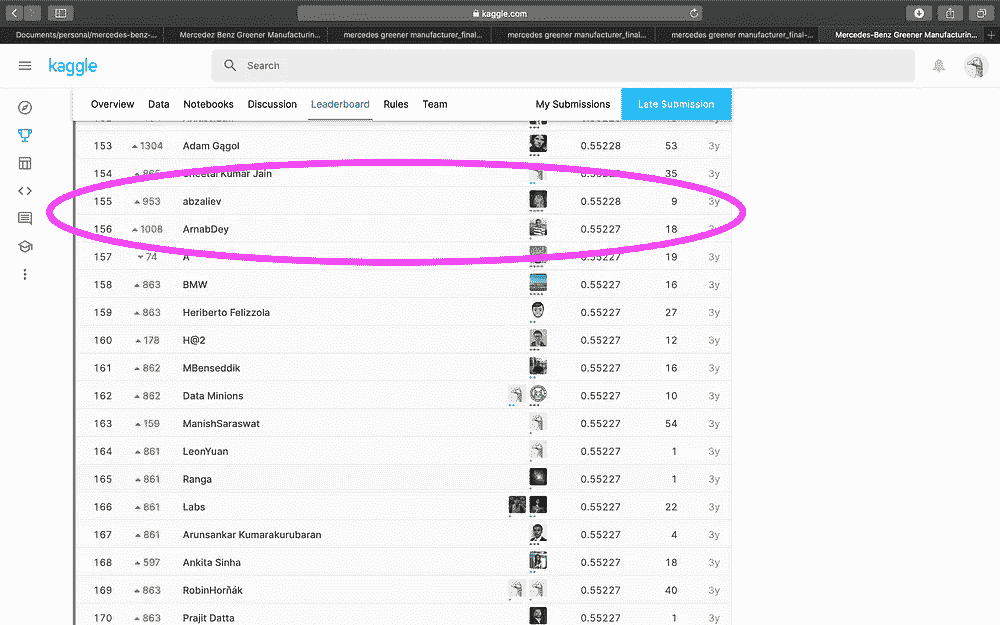 kaggle.com
Documents/personal/mercedes-benz-... Mercedez Benz Greener Manufacturin... mercedes greener manufacturer_final... mercedes greener manufacturer_final... mercedes greener manufacturer_final-... Mercedes-Benz Greener Manufacturin...
kaggle Search
Overview Data Notebooks Discussion Leaderboard Rules Team My Submissions Late Submission
153 1304 Adam Gągol 0.55228 53 3y
154 Sheetal Kumar Jain 35 3y
155 953 abzaliev 0.55228 9 3y
156 1008 ArnabDey 0.55227 18 3y
157 74 A 0.55227 19 3y
158 863 BMW 0.55227 16 3y
159 863 Heriberto Felizzola 0.55227 27 3y
160 178 H@2 0.55227 12 3y
161 862 MBenseddik 0.55227 16 3y
162 862 Data Minions 0.55227 10 3y
163 159 ManishSaraswat 0.55227 54 3y
164 861 LeonYuan 0.55227 1 3y
165 861 Ranga 0.55227 1 3y
166 861 Labs 0.55227 22 3y
167 861 Arunsankar Kumarakurubaran 0.55227 4 3y
168 597 Ankita Sinha 0.55227 18 3y
169 863 RobinHorňák 0.55227 40 3y
170 863 Prajit Datta 0.55227 1 3y